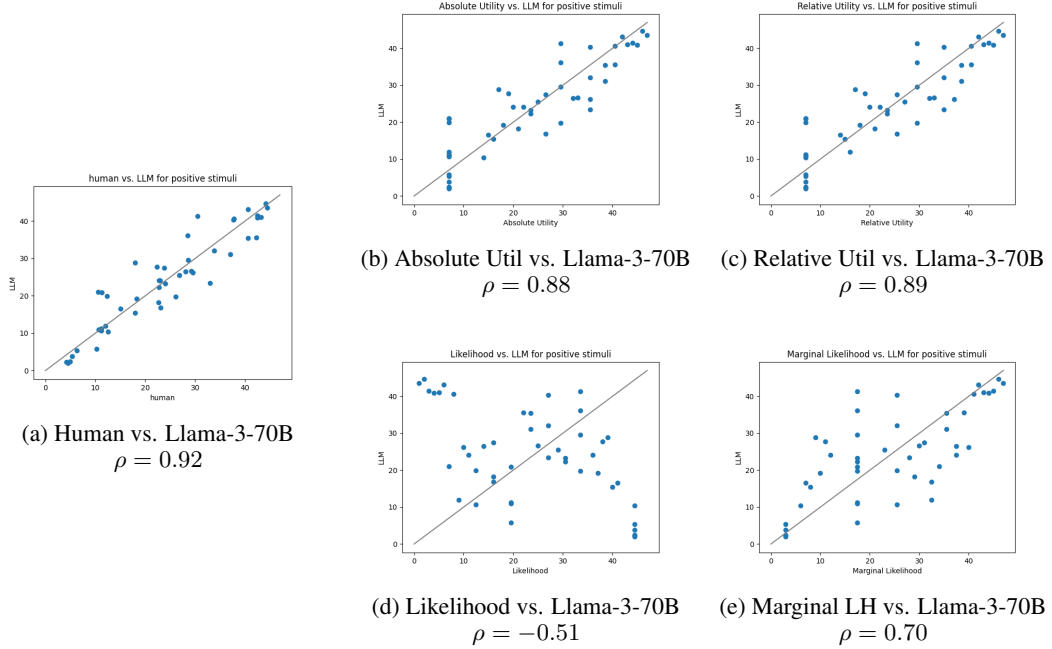 human vs. LLM for positive stimuli
40
30
20
10
0
LLM
0 10 20 30 40
human
(a) Human vs. Llama-3-70B
ρ = 0.92
Absolute Utility vs. LLM for positive stimuli
40
30
20
10
0
LLM
0 10 20 30 40
Absolute Utility
(b) Absolute Util vs. Llama-3-70B
ρ = 0.88
Relative Utility vs. LLM for positive stimuli
40
30
20
10
0
LLM
0 10 20 30 40
Relative Utility
(c) Relative Util vs. Llama-3-70B
ρ = 0.89
Likelihood vs. LLM for positive stimuli
40
30
20
10
0
LLM
0 10 20 30 40
Likelihood
(d) Likelihood vs. Llama-3-70B
ρ = −0.51
Marginal Likelihood vs. LLM for positive stimuli
40
30
20
10
0
LLM
0 10 20 30 40
Marginal Likelihood
(e) Marginal LH vs. Llama-3-70B
ρ = 0.70